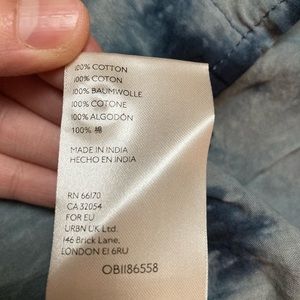 100% COTTON
100% COTON
100% BAUMWOLLE
100% COTONE
100% ALGODÓN
100% 棉
MADE IN INDIA
HECHO EN INDIA
RN 66170
CA 32054
FOR EU
URBN UK Ltd.
146 Brick Lane,
LONDON E1 6RU
OB1186558